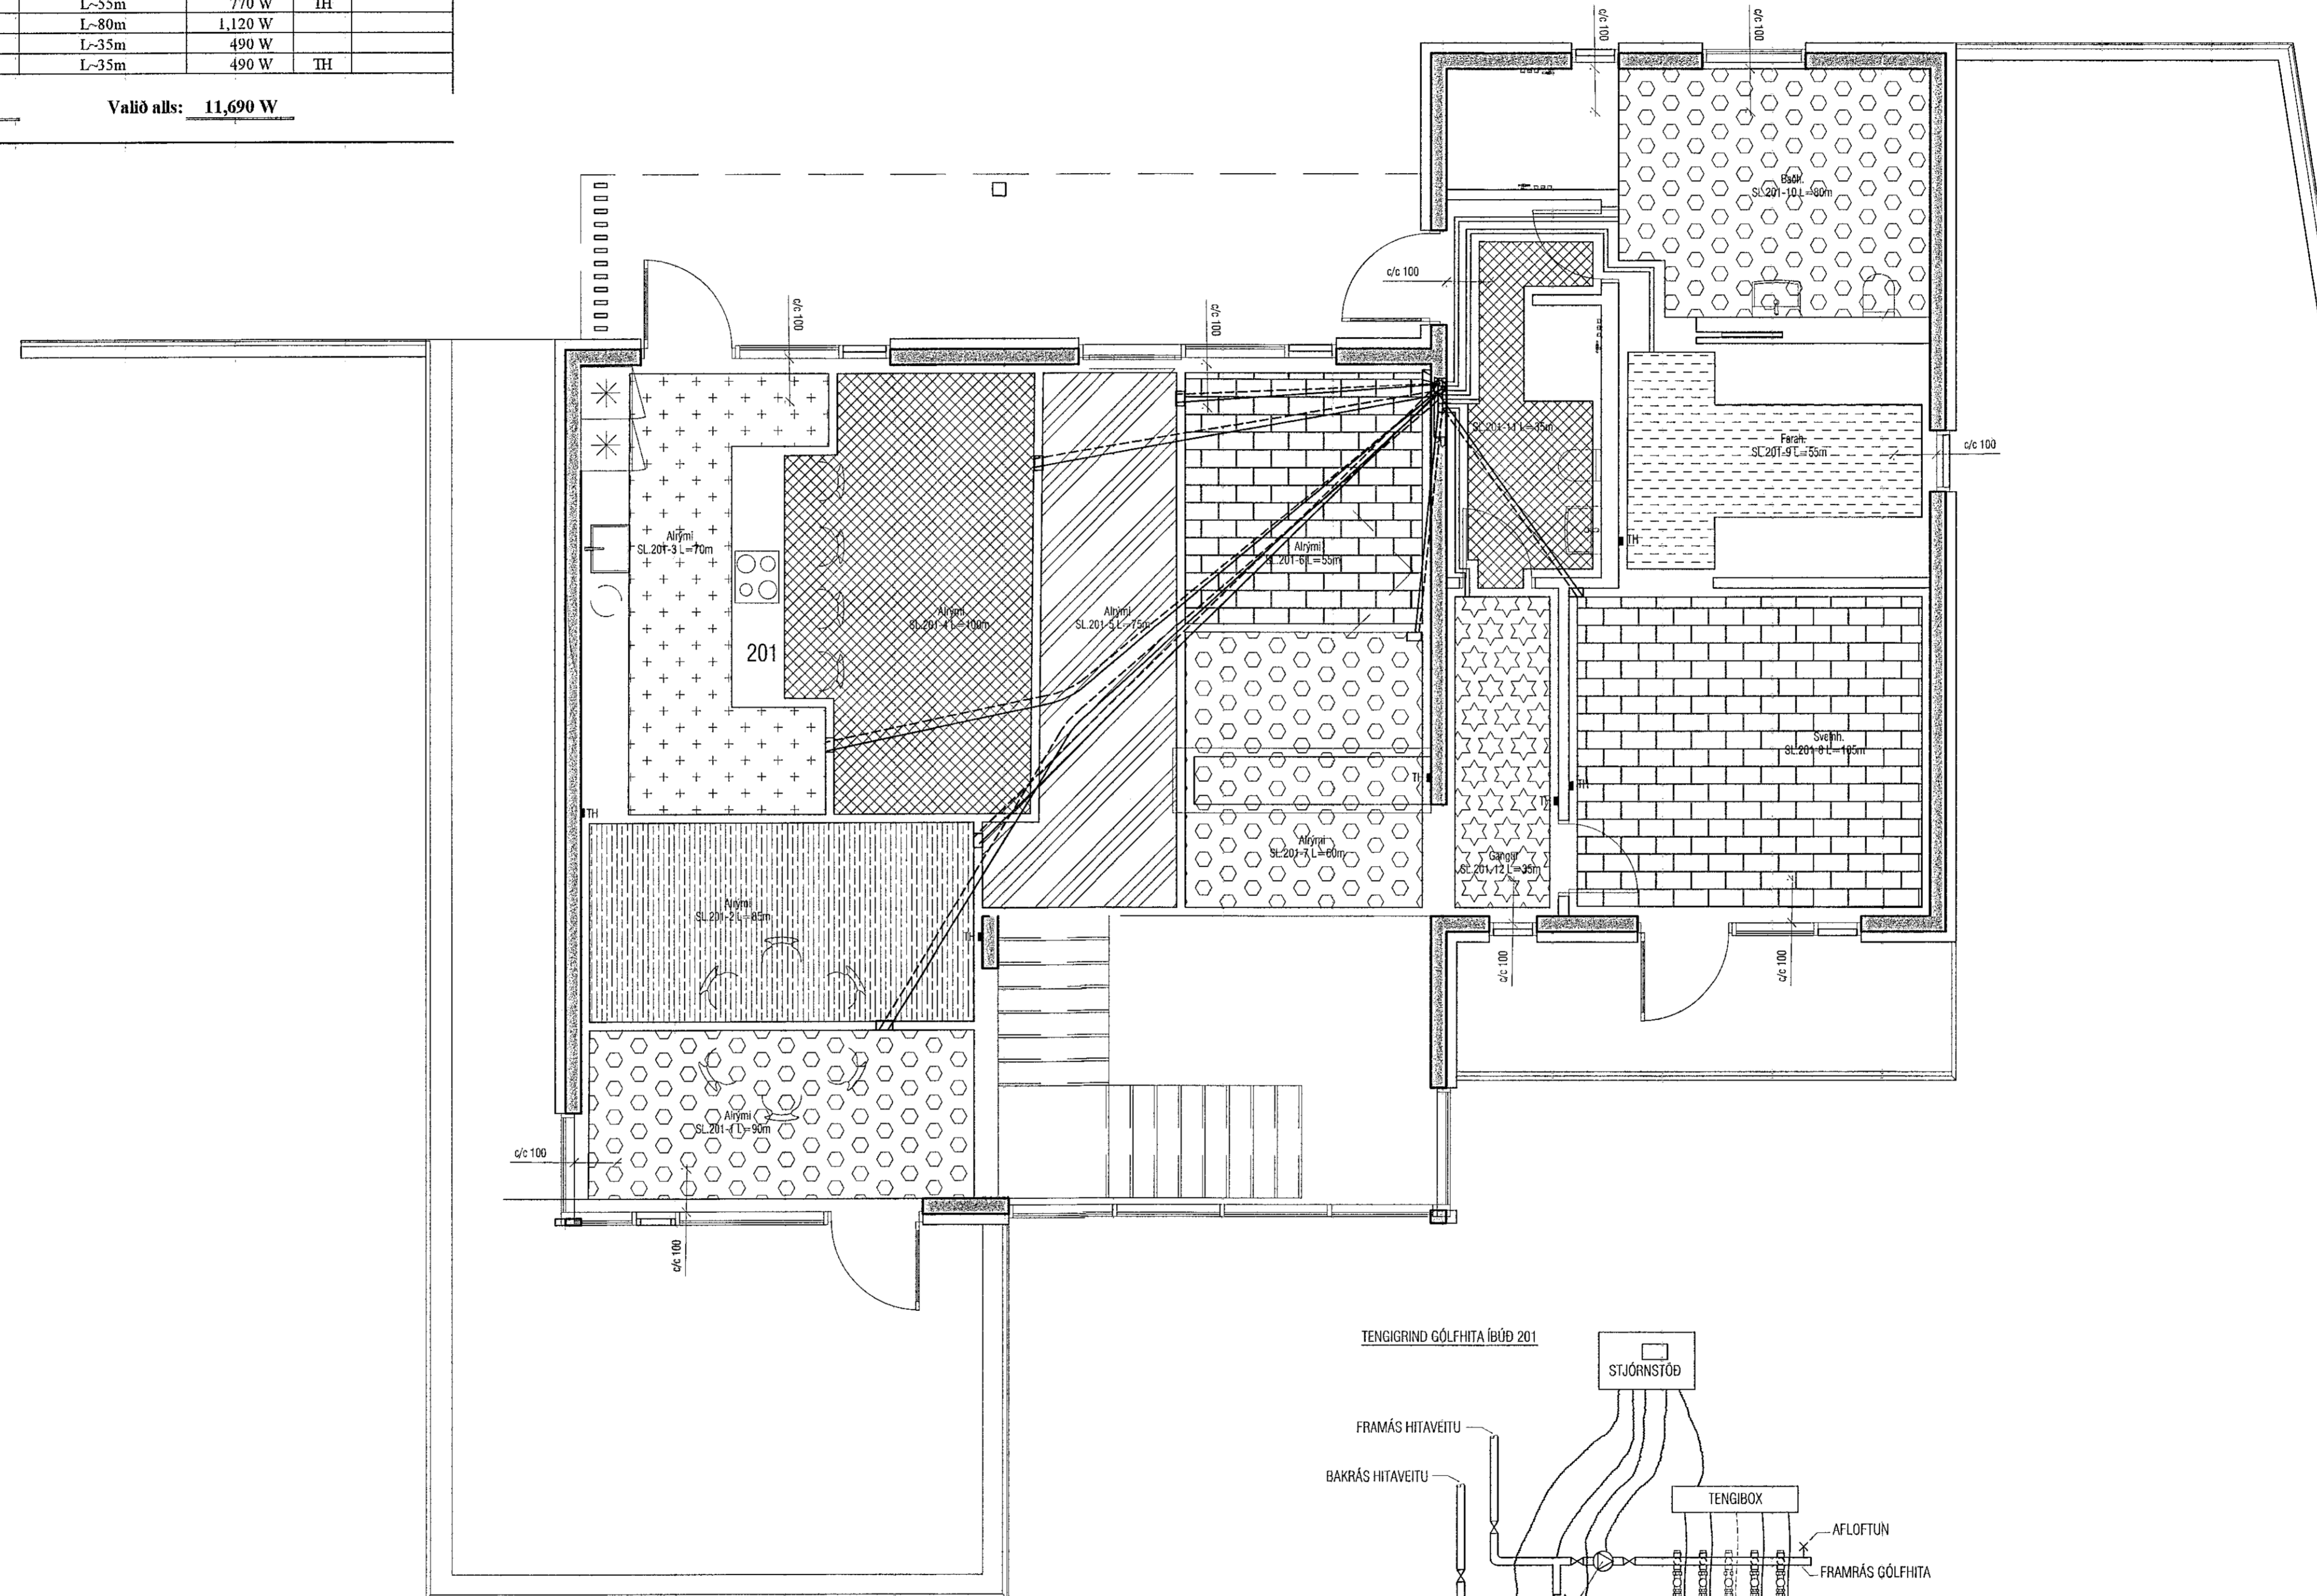 L~55m 770 W TH
L~80m 1,120 W
L~35m 490 W
L~35m 490 W TH
Valið alls: 11,690 W
c/c 100
c/c 100
Baðh.
SL.201-10 L=80m
c/c 100
c/c 100
c/c 100
SL.201-11 L=35m
Farah.
SL.201-9 L=55m
c/c 100
TH
Alrými
SL.201-3 L=70m
Alrými
SL.201-4 L=100m
Alrými
SL.201-5 L=75m
Alrými
SL.201-6 L=55m
201
Svefnh.
SL.201-8 L=105m
TH
TH
TH
TH
Alrými
SL.201-7 L=60m
Gangur
SL.201-12 L=35m
Alrými
SL.201-2 L=85m
TH
c/c 100
c/c 100
Alrými
SL.201-1 L=90m
c/c 100
c/c 100
TENGIGRIND GÓLFHITA ÍBÚÐ 201
STJÓRNSTÖÐ
FRAMÁS HITAVEITU
BAKRÁS HITAVEITU
TENGIBOX
AFLOFTUN
FRAMRÁS GÓLFHITA